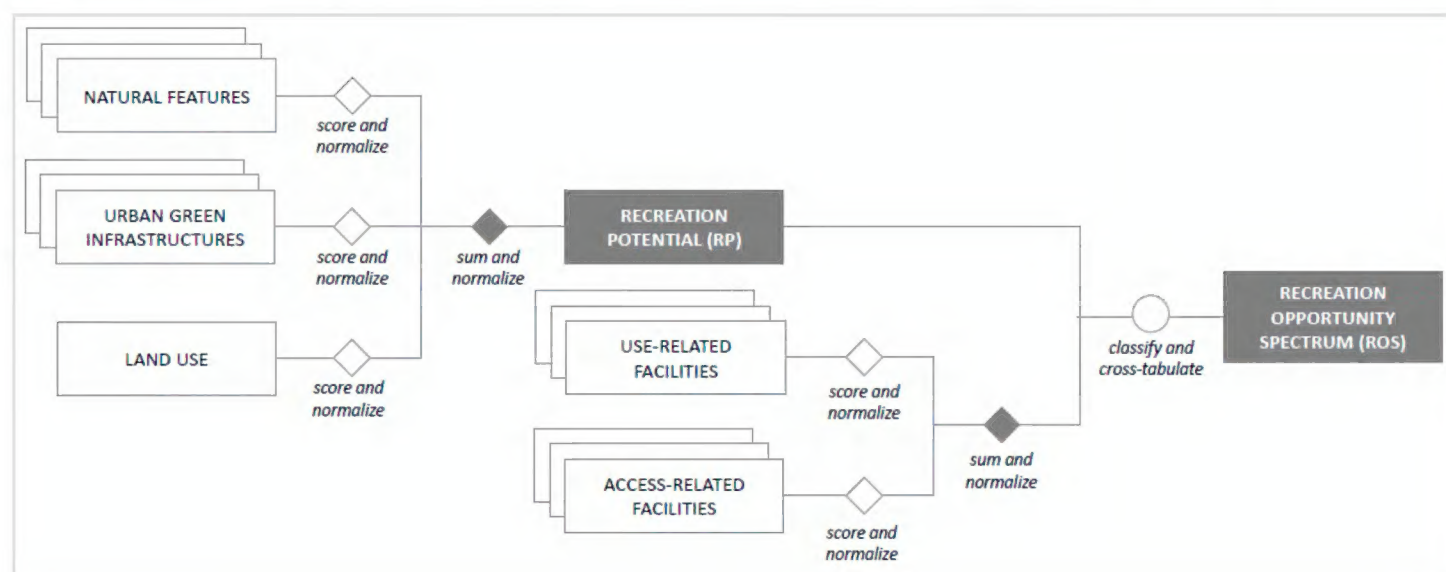 NATURAL FEATURES
score and
normalize
URBAN GREEN
INFRASTRUCTURES
score and
normalize
sum and
normalize
RECREATION
POTENTIAL (RP)
LAND USE
score and
normalize
USE-RELATED
FACILITIES
score and
normalize
ACCESS-RELATED
FACILITIES
score and
normalize
sum and
normalize
classify and
cross-tabulate
RECREATION
OPPORTUNITY
SPECTRUM (ROS)